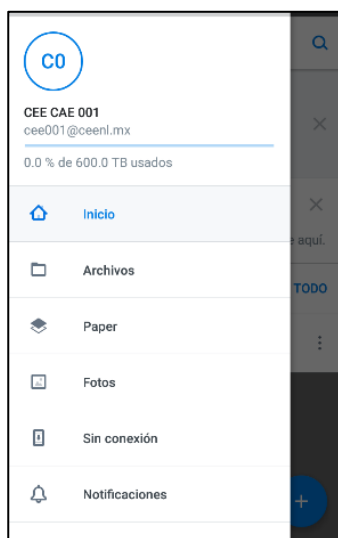 C0
CEE CAE 001
cee001@ceenl.mx
0.0 % de 600.0 TB usados
Inicio
Archivos
aquí.
Paper
TODO
Fotos
Sin conexión
Notificaciones